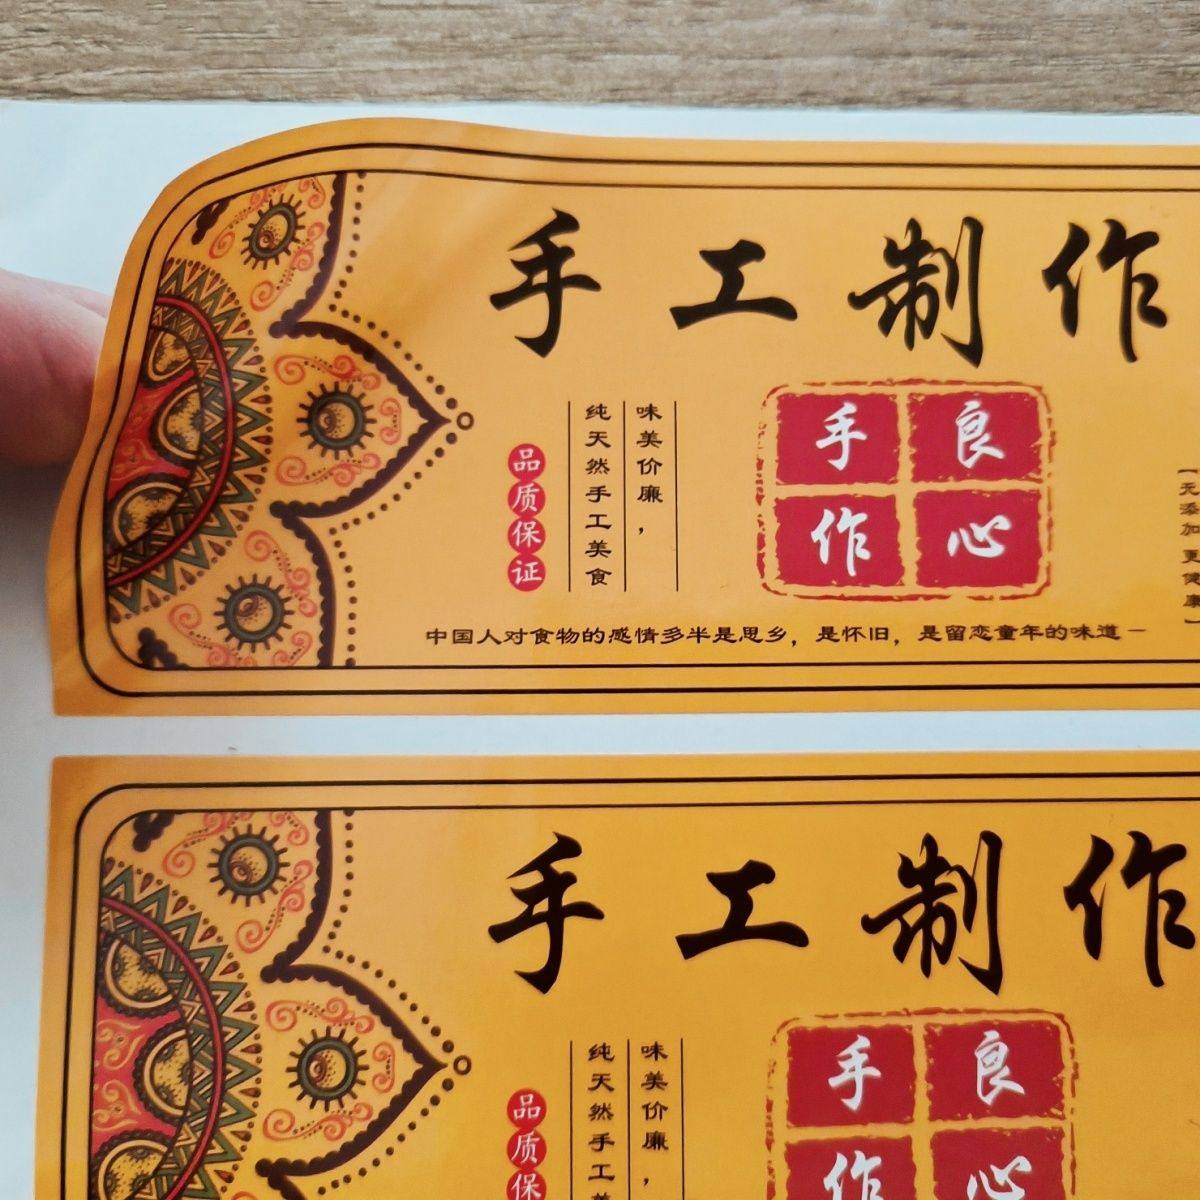 手工制作
味美价廉，
纯天然手工美食
品质保证
良心
手作
【无添加 更健康】
中国人对食物的感情多半是思乡，是怀旧，是留恋童年的味道一
手工制作
味美价廉，
纯天然手工美
品质保
良心
手作